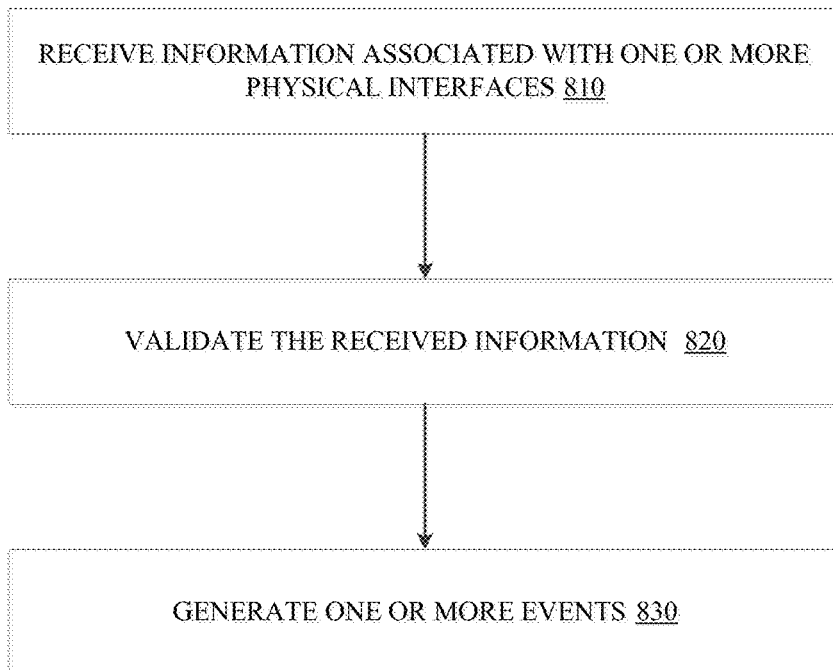 RECEIVE INFORMATION ASSOCIATED WITH ONE OR MORE
PHYSICAL INTERFACES 810
VALIDATE THE RECEIVED INFORMATION 820
GENERATE ONE OR MORE EVENTS 830